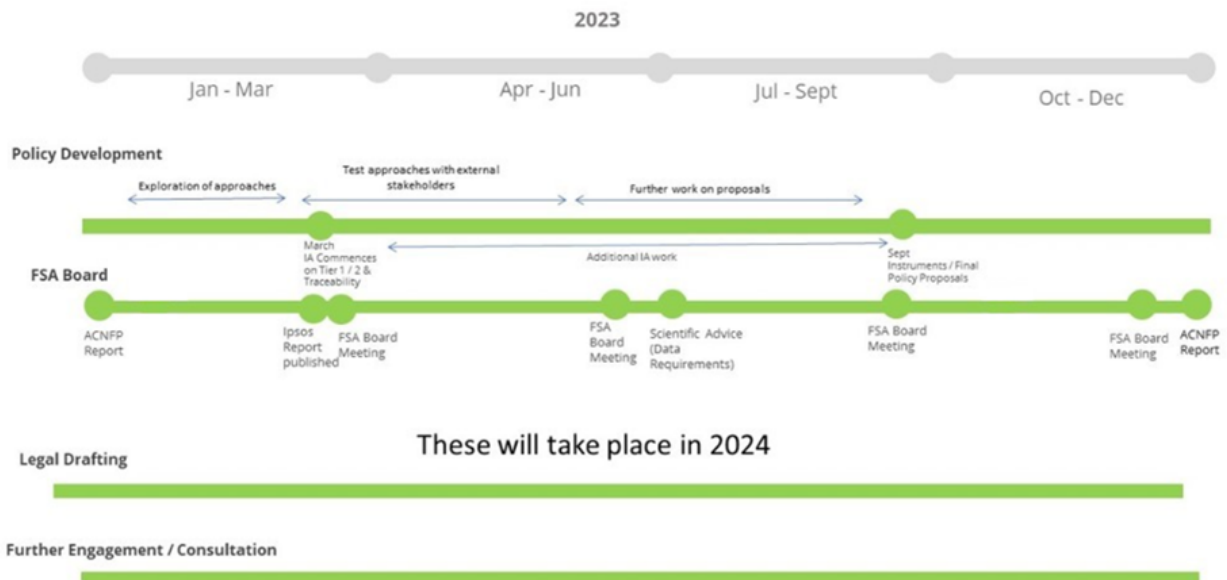 2023
Jan - Mar
Apr - Jun
Jul - Sept
Oct - Dec
Policy Development
Exploration of approaches
Test approaches with external
stakeholders
Further work on proposals
March
IA Commences
on Tier 1 / 2 &
Traceability
Additional IA work
Sept
Instruments / Final
Policy Proposals
FSA Board
ACNFP
Report
Ipsos
Report
published
FSA Board
Meeting
FSA
Board
Meeting
Scientific Advice
(Data
Requirements)
FSA Board
Meeting
FSA Board
Meeting
ACNFP
Report
These will take place in 2024
Legal Drafting
Further Engagement / Consultation